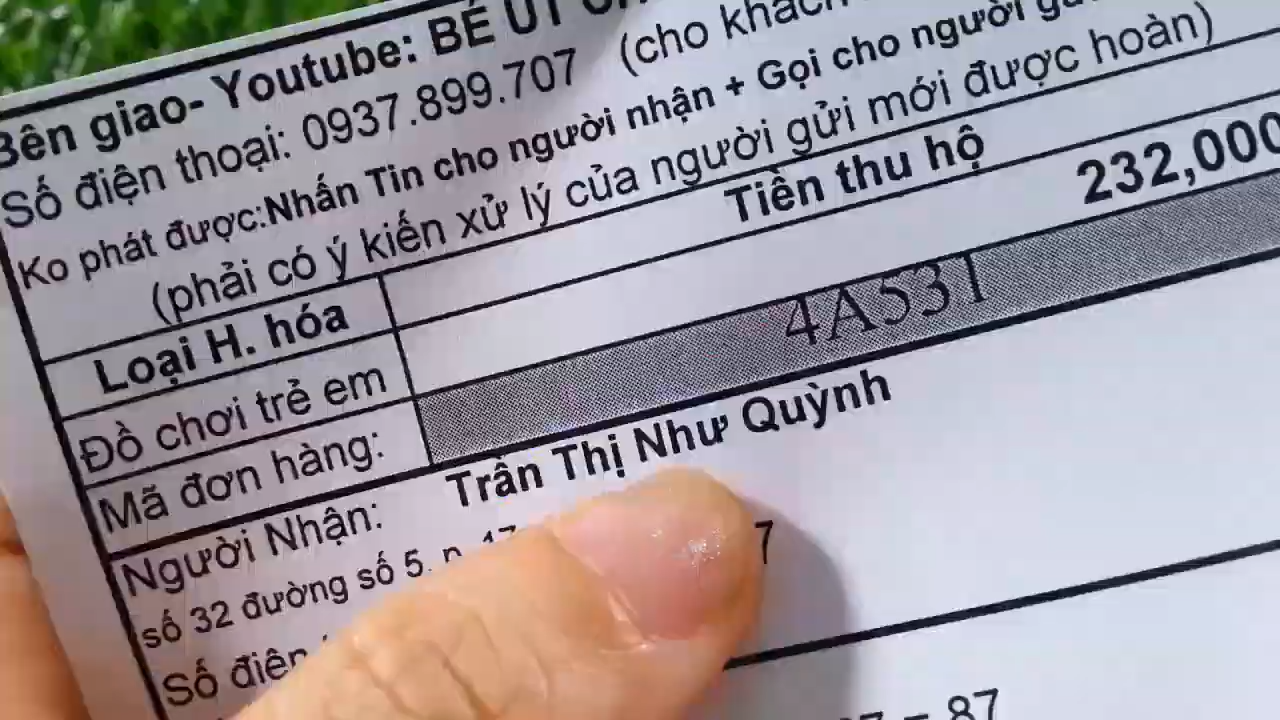 Bên giao- Youtube: BÉ ÚT
Số điện thoại: 0937.899.707 (cho khách
Ko phát được:Nhấn Tin cho người nhận + Gọi cho người
(phải có ý kiến xử lý của người gửi mới được hoàn)
Loại H. hóa Tiền thu hộ 232,000
Đồ chơi trẻ em
Mã đơn hàng: 4A531
Người Nhận: Trần Thị Như Quỳnh
số 32 đường số 5, p 17 7
Số điện
87